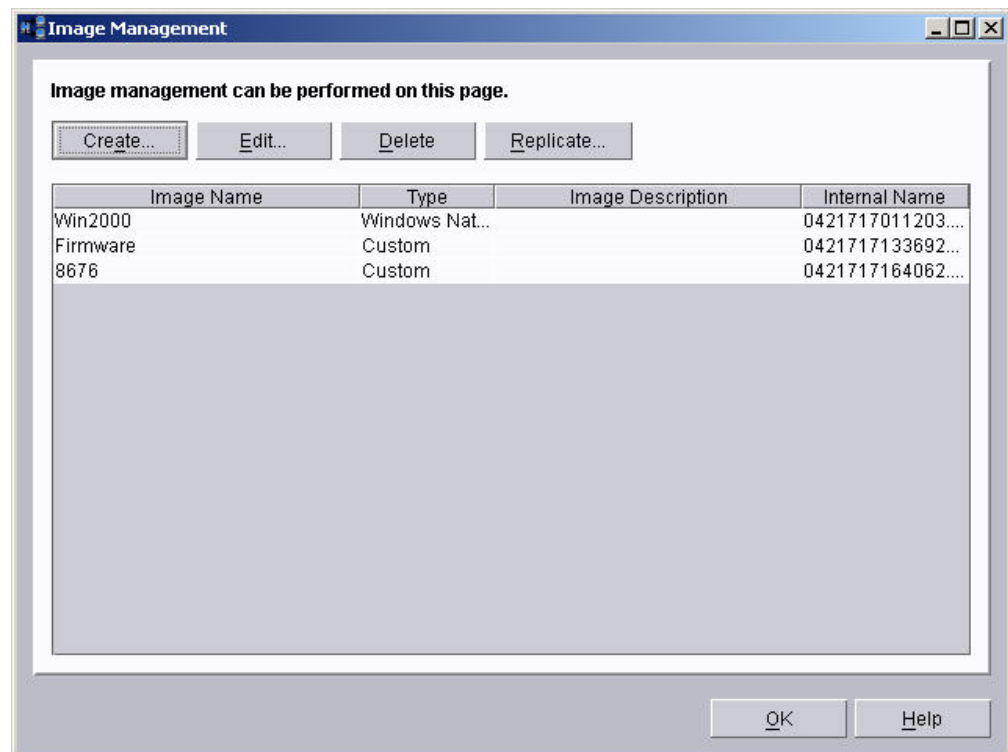 Image Management
Image management can be performed on this page.
Create... Edit... Delete Replicate...
Image Name Type Image Description Internal Name
Win2000 Windows Nat... 0421717011203....
Firmware Custom 0421717133692...
8676 Custom 0421717164062....
OK Help